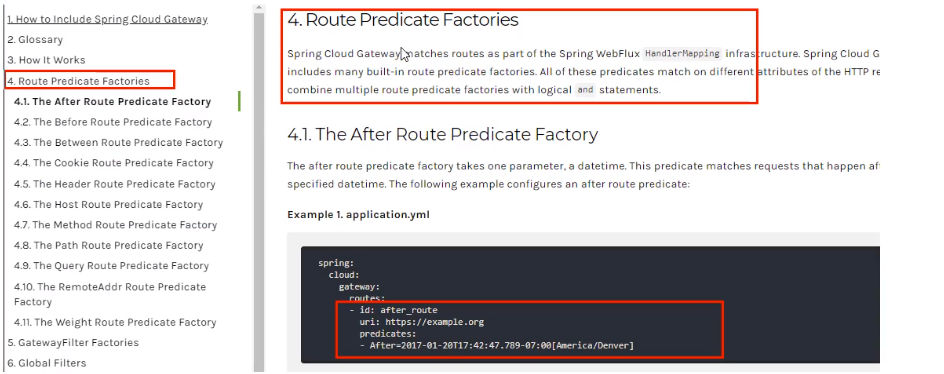 1. How to Include Spring Cloud Gateway
2. Glossary
3. How It Works
4. Route Predicate Factories
4.1. The After Route Predicate Factory
4.2. The Before Route Predicate Factory
4.3. The Between Route Predicate Factory
4.4. The Cookie Route Predicate Factory
4.5. The Header Route Predicate Factory
4.6. The Host Route Predicate Factory
4.7. The Method Route Predicate Factory
4.8. The Path Route Predicate Factory
4.9. The Query Route Predicate Factory
4.10. The RemoteAddr Route Predicate
Factory
4.11. The Weight Route Predicate Factory
5. GatewayFilter Factories
6. Global Filters
4. Route Predicate Factories
Spring Cloud Gateway matches routes as part of the Spring WebFlux HandlerMapping infrastructure. Spring Cloud G
includes many built-in route predicate factories. All of these predicates match on different attributes of the HTTP re
combine multiple route predicate factories with logical and statements.
4.1. The After Route Predicate Factory
The after route predicate factory takes one parameter, a datetime. This predicate matches requests that happen af
specified datetime. The following example configures an after route predicate:
Example 1. application.yml
spring:
cloud:
gateway:
routes:
- id: after_route
uri: https://example.org
predicates:
- After=2017-01-20T17:42:47.789-07:00[America/Denver]